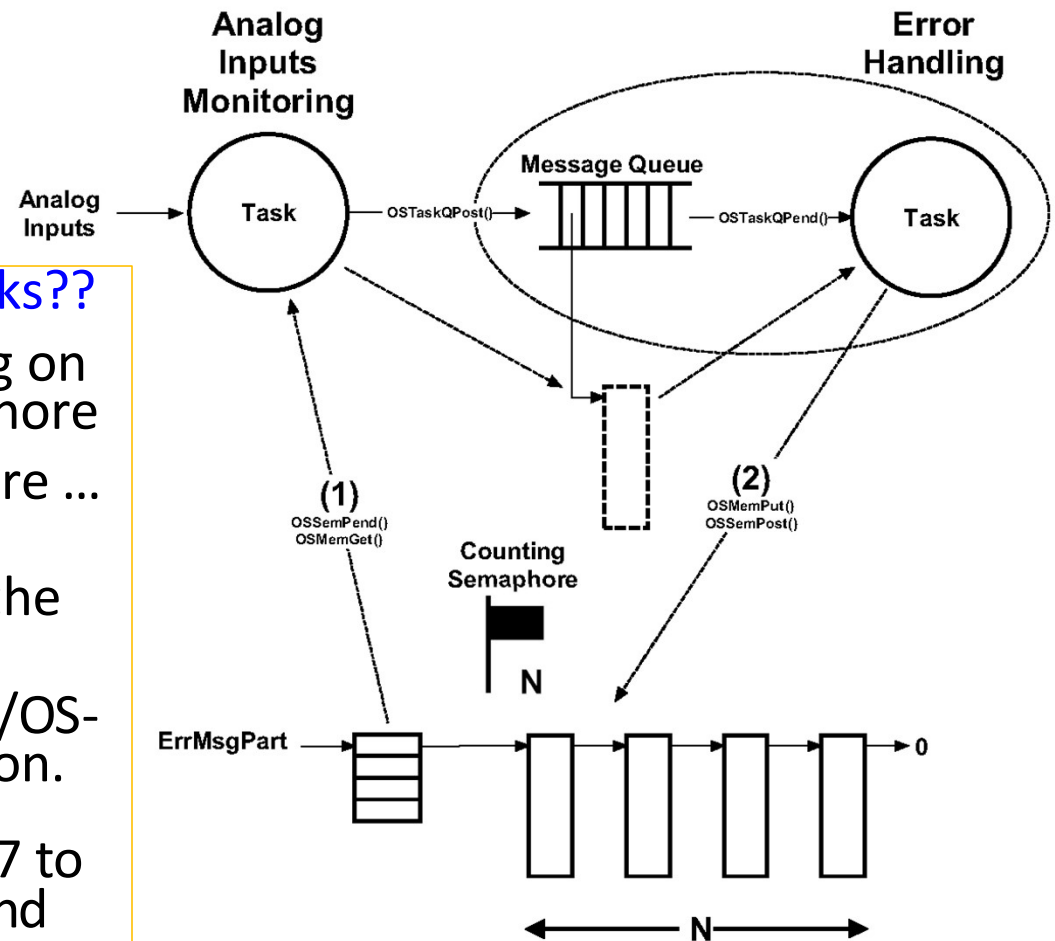 Analog
Inputs
Monitoring
Error
Handling
Message Queue
Analog
Inputs
Task
OSTaskQPost()
OSTaskQPend()
Task
ks??
g on
nore
re ...
he
/OS-
on.
7 to
nd
(1)
OSSemPend()
OSMemGet()
(2)
OSMemPut()
OSSemPost()
Counting
Semaphore
N
ErrMsgPart
0
N